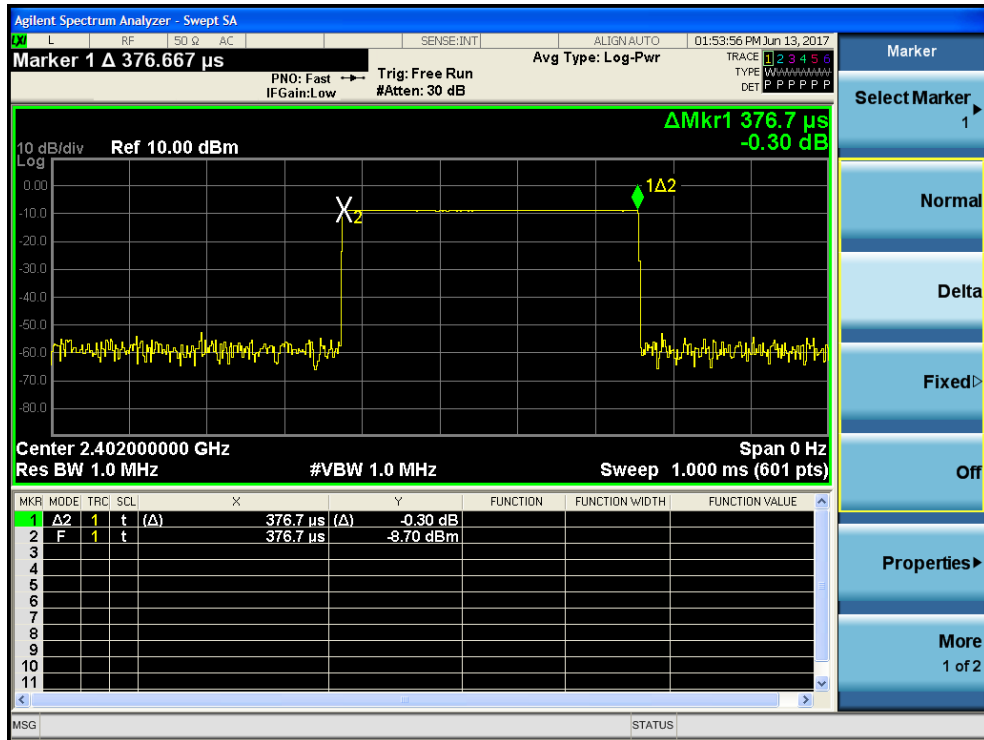 Agilent Spectrum Analyzer - Swept SA
LXI L RF 50 Ω AC SENSE:INT ALIGN AUTO 01:53:56 PM Jun 13, 2017
Marker 1 Δ 376.667 μs
PNO: Fast
IFGain:Low
Trig: Free Run
#Atten: 30 dB
Avg Type: Log-Pwr
TRACE 1 2 3 4 5 6
TYPE WWWWWWW
DET P P P P P P
ΔMkr1 376.7 μs
-0.30 dB
10 dB/div Ref 10.00 dBm
Log
0.00
-10.0
-20.0
-30.0
-40.0
-50.0
-60.0
-70.0
-80.0
2
1Δ2
Center 2.402000000 GHz Span 0 Hz
Res BW 1.0 MHz #VBW 1.0 MHz Sweep 1.000 ms (601 pts)
MKR MODE TRC SCL X Y FUNCTION FUNCTION WIDTH FUNCTION VALUE
1 Δ2 1 t (Δ) 376.7 μs (Δ) -0.30 dB
2 F 1 t 376.7 μs -8.70 dBm
3
4
5
6
7
8
9
10
11
MSG STATUS
Marker
Select Marker
1
Normal
Delta
Fixed
Off
Properties
More
1 of 2